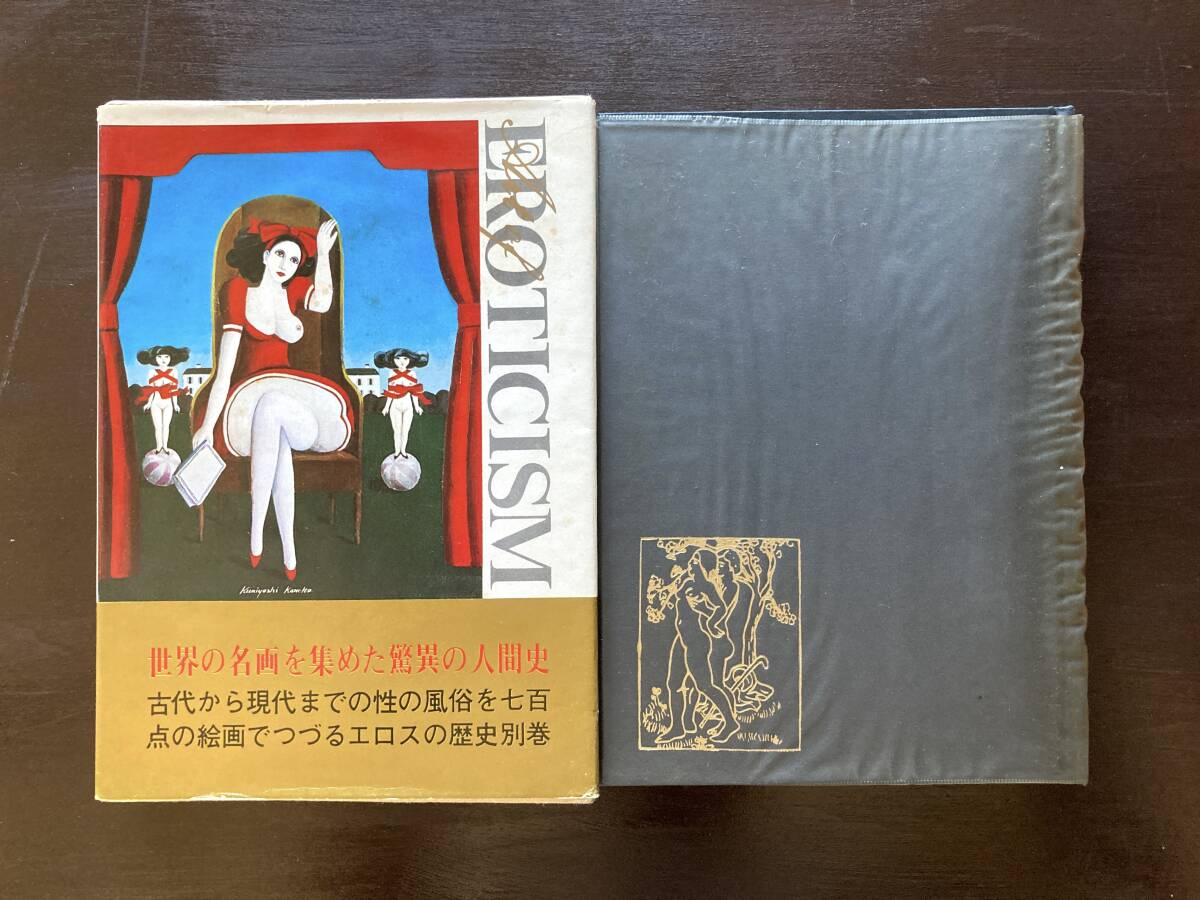 EROTICISM
Kuniyoshi Kaneko
世界の名画を集めた驚異の人間史
古代から現代までの性の風俗を七百
点の絵画でつづるエロスの歴史別巻